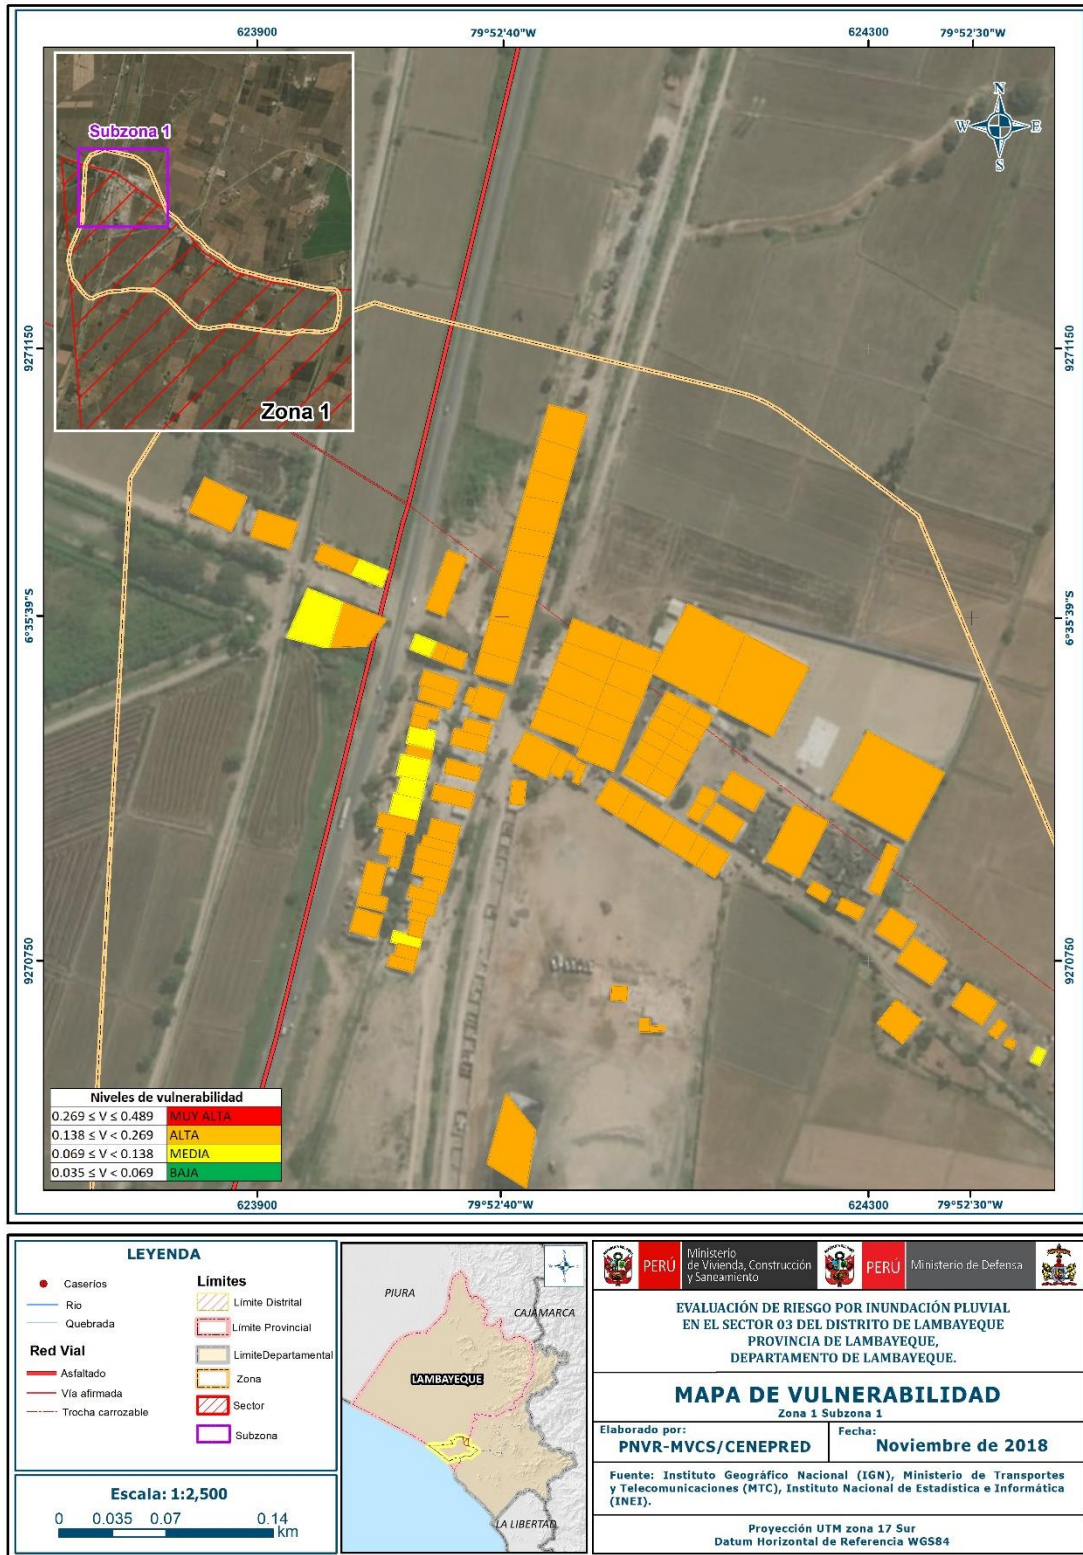 623900
79°52'40"W
624300
79°52'30"W
Subzona 1
Zona 1
N
W
E
S
9271150
9271150
6°35'39"S
6°35'39"S
9270750
9270750
Niveles de vulnerabilidad
0.269 ≤ V ≤ 0.489 MUY ALTA
0.138 ≤ V < 0.269 ALTA
0.069 ≤ V < 0.138 MEDIA
0.035 ≤ V < 0.069 BAJA
623900
79°52'40"W
624300
79°52'30"W
LEYENDA
Caseríos
Rio
Quebrada
Red Vial
Asfaltado
Vía afirmada
Trocha carrozable
Límites
Límite Distrital
Límite Provincial
LimiteDepartamental
Zona
Sector
Subzona
Escala: 1:2,500
0 0.035 0.07 0.14
km
PIURA
CAJAMARCA
LAMBAYEQUE
LA LIBERTAD
PERÚ
Ministerio
de Vivienda, Construcción
y Saneamiento
PERÚ
Ministerio de Defensa
EVALUACIÓN DE RIESGO POR INUNDACIÓN PLUVIAL
EN EL SECTOR 03 DEL DISTRITO DE LAMBAYEQUE
PROVINCIA DE LAMBAYEQUE,
DEPARTAMENTO DE LAMBAYEQUE.
MAPA DE VULNERABILIDAD
Zona 1 Subzona 1
Elaborado por:
PNVR-MVCS/CENEPRED
Fecha:
Noviembre de 2018
Fuente: Instituto Geográfico Nacional (IGN), Ministerio de Transportes
y Telecomunicaciones (MTC), Instituto Nacional de Estadística e Informática
(INEI).
Proyección UTM zona 17 Sur
Datum Horizontal de Referencia WGS84